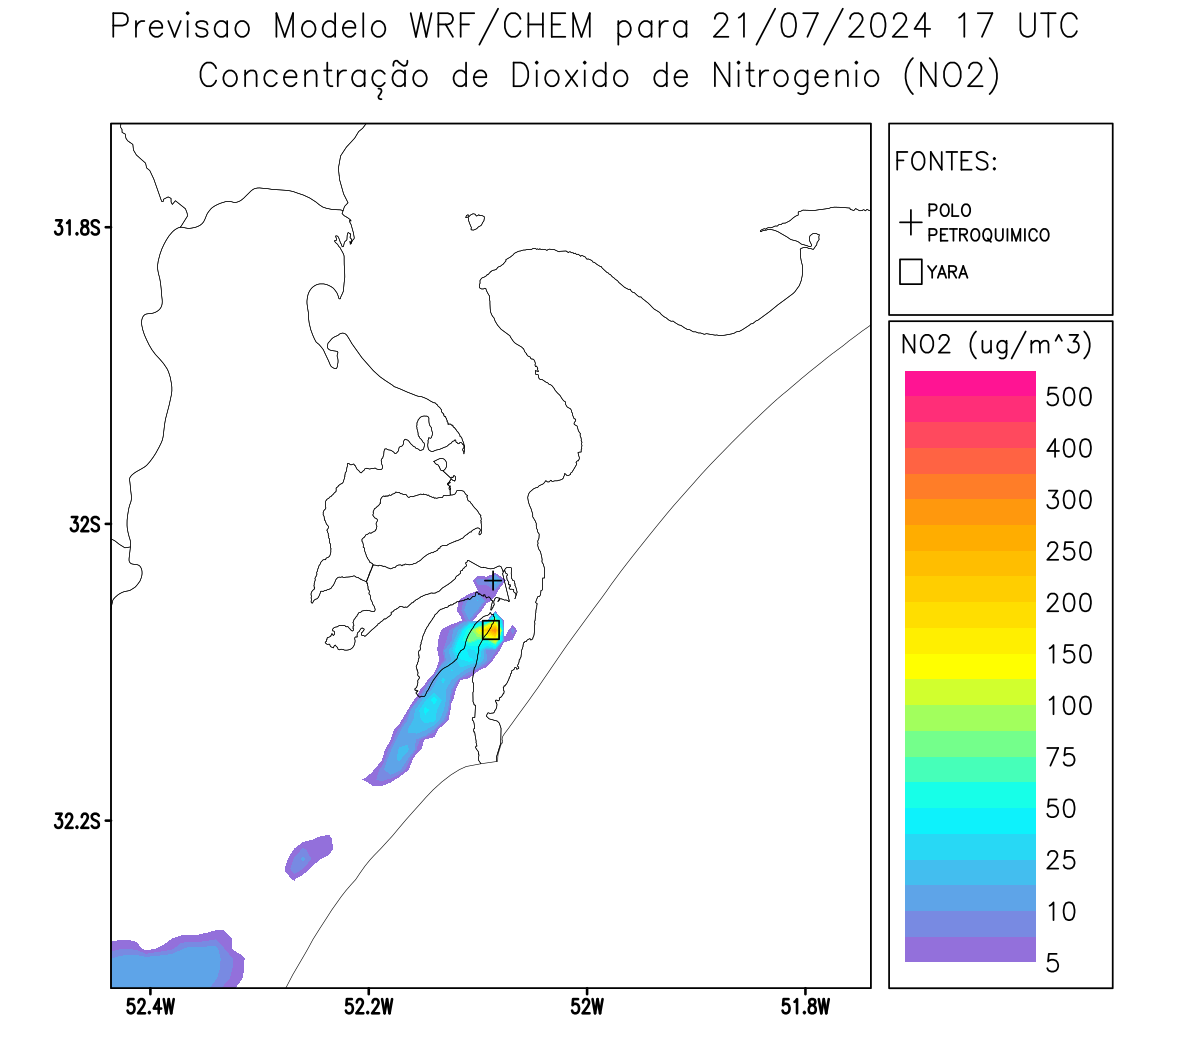 Previsao Modelo WRF/CHEM para 21/07/2024 17 UTC
Concentração de Dioxido de Nitrogenio (NO2)
FONTES:
POLO
PETROQUIMICO
YARA
NO2 (ug/m^3)
500
400
300
250
200
150
100
75
50
25
10
5
31.8S
32S
32.2S
52.4W
52.2W
52W
51.8W